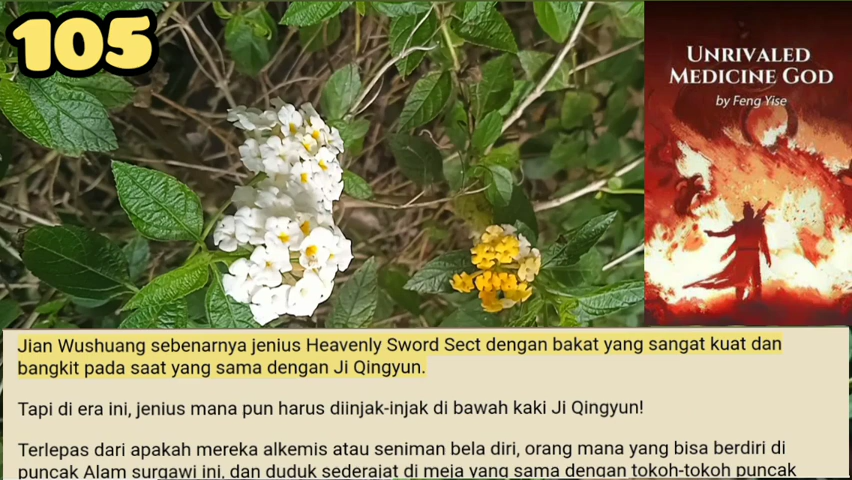 105
UNRIVALED
MEDICINE GOD
by Feng Yise
Jian Wushuang sebenarnya jenius Heavenly Sword Sect dengan bakat yang sangat kuat dan
bangkit pada saat yang sama dengan Ji Qingyun.
Tapi di era ini, jenius mana pun harus diinjak-injak di bawah kaki Ji Qingyun!
Terlepas dari apakah mereka alkemis atau seniman bela diri, orang mana yang bisa berdiri di
puncak Alam surgawi ini, dan duduk sederajat di meja yang sama dengan tokoh-tokoh puncak